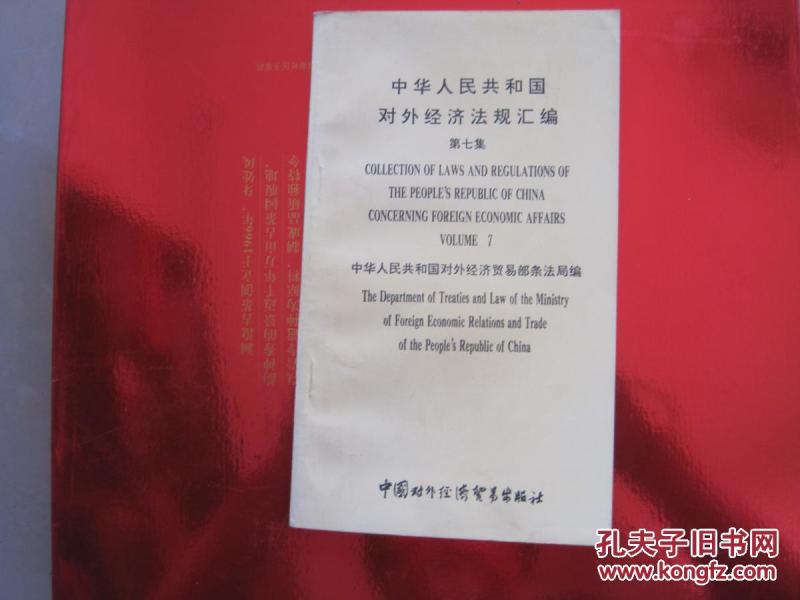 中华人民共和国
对外经济法规汇编
第七集
COLLECTION OF LAWS AND REGULATIONS OF
THE PEOPLE'S REPUBLIC OF CHINA
CONCERNING FOREIGN ECONOMIC AFFAIRS
VOLUME 7
中华人民共和国对外经济贸易部条法局编
The Department of Treaties and Law of the Ministry
of Foreign Economic Relations and Trade
of the People's Republic of China
中国对外经济贸易出版社
孔夫子旧书网
www.kongfz.com